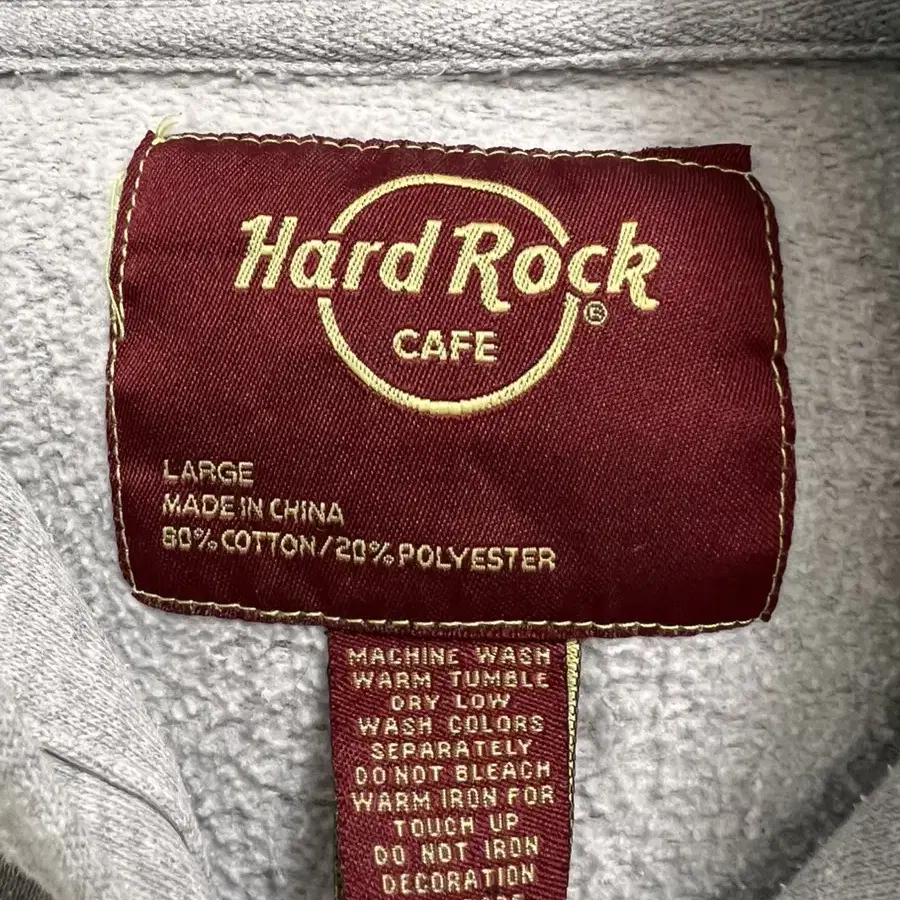 Hard Rock
®
CAFE
LARGE
MADE IN CHINA
80% COTTON/20% POLYESTER
MACHINE WASH
WARM TUMBLE
DRY LOW
WASH COLORS
SEPARATELY
DO NOT BLEACH
WARM IRON FOR
TOUCH UP
DO NOT IRON
DECORATION